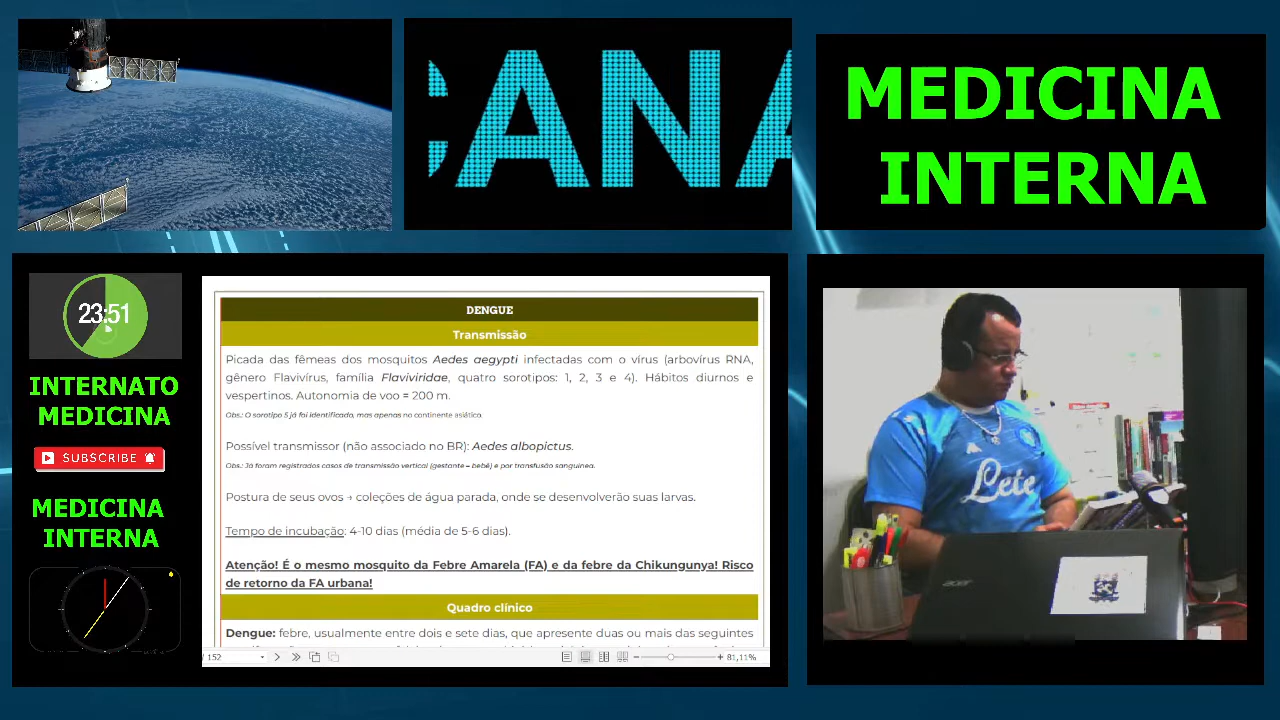 CANA
MEDICINA
INTERNA
23:51
INTERNATO
MEDICINA
SUBSCRIBE
MEDICINA
INTERNA
DENGUE
Transmissão
Picada das fêmeas dos mosquitos Aedes aegypti infectadas com o vírus (arbovírus RNA,
gênero Flavivírus, família Flaviviridae, quatro sorotipos: 1, 2, 3 e 4). Hábitos diurnos e
vespertinos. Autonomia de voo = 200 m.
Obs.: O sorotipo 5 já foi identificado, mas apenas no continente asiático.
Possível transmissor (não associado no BR): Aedes albopictus.
Obs.: Já foram registrados casos de transmissão vertical (gestante – bebê) e por transfusão sanguínea.
Postura de seus ovos → coleções de água parada, onde se desenvolverão suas larvas.
Tempo de incubação: 4-10 dias (média de 5-6 dias).
Atenção! É o mesmo mosquito da Febre Amarela (FA) e da febre da Chikungunya! Risco
de retorno da FA urbana!
Quadro clínico
Dengue: febre, usualmente entre dois e sete dias, que apresente duas ou mais das seguintes
/ 152
81,11%
Lete
acer